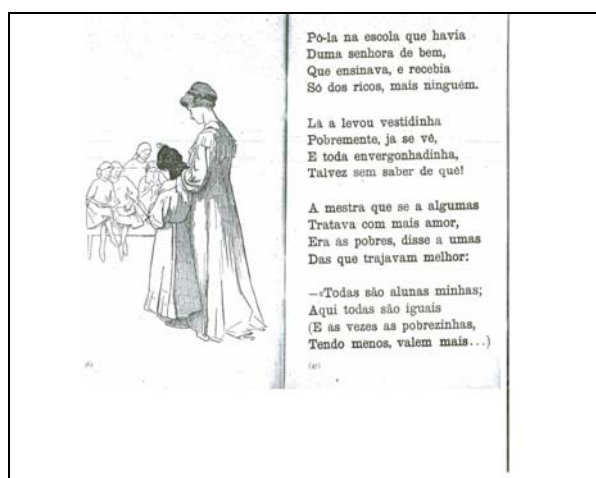 Pô-la na escola que havia
Duma senhora de bem,
Que ensinava, e recebia
Só dos ricos, mais ninguém.
Lá a levou vestidinha
Pobremente, já se vê,
E toda envergonhadinha,
Talvez sem saber de quê!
A mestra que se a algumas
Tratava com mais amor,
Era às pobres, disse a umas
Das que trajavam melhor:
—«Todas são alunas minhas;
Aqui todas são iguais
(E às vezes as pobrezinhas,
Tendo menos, valem mais...)